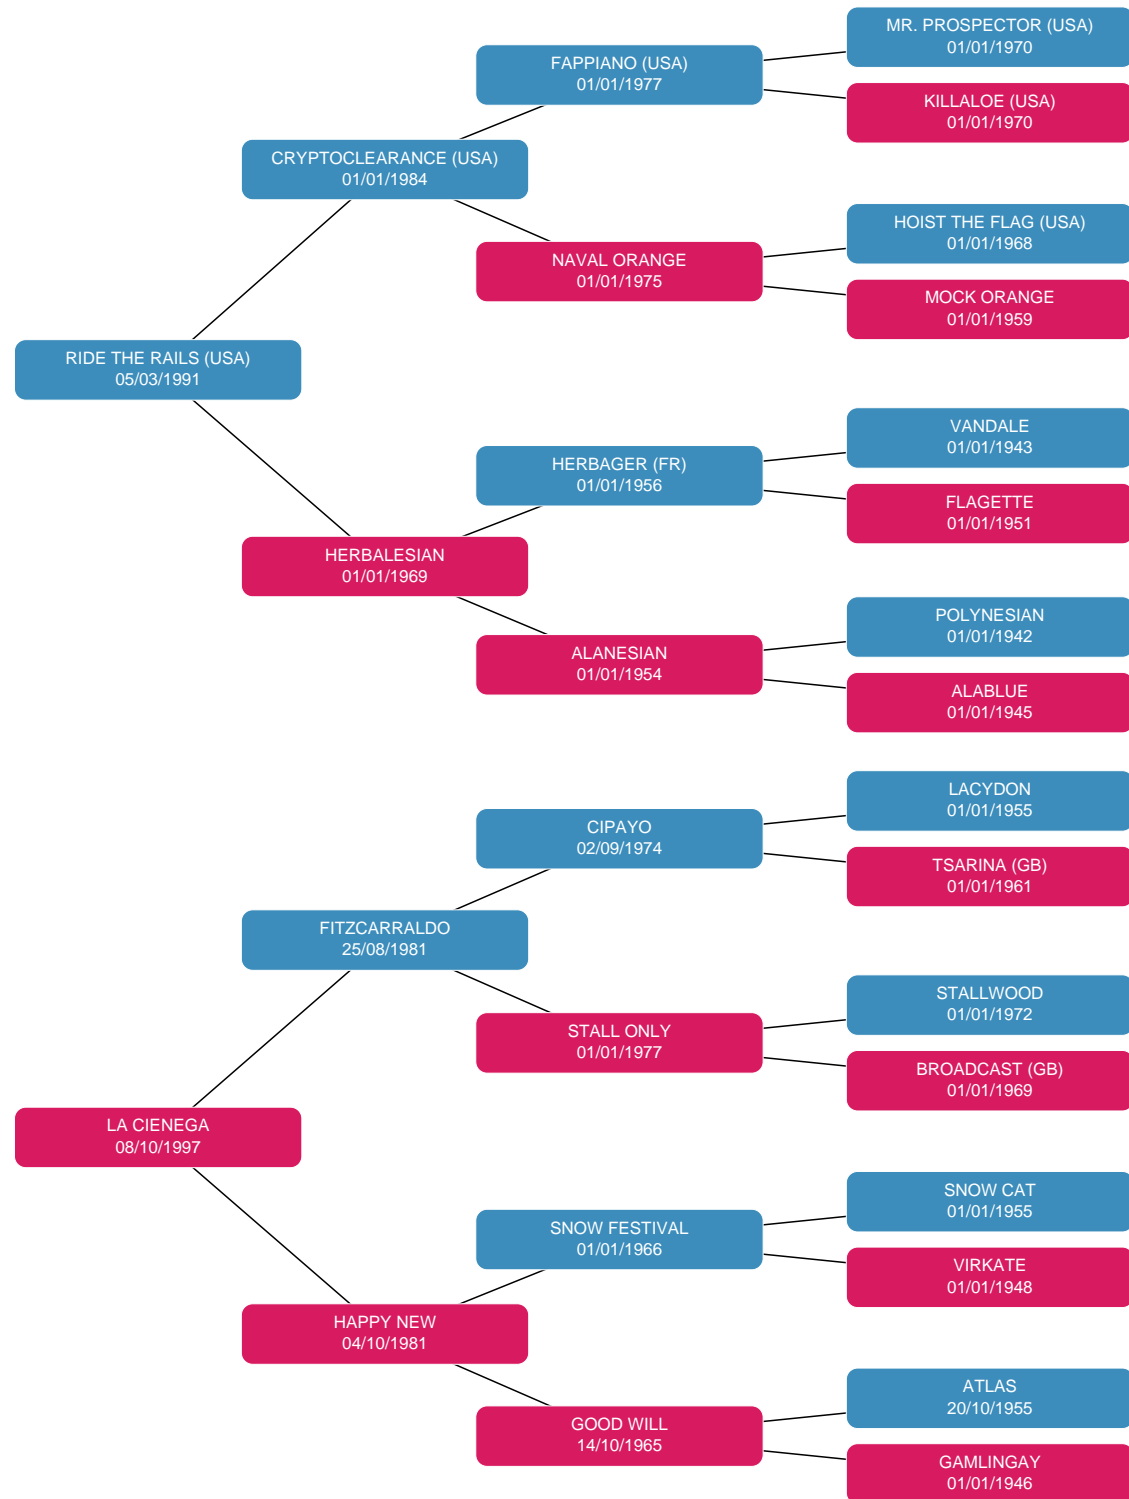 MR. PROSPECTOR (USA)
01/01/1970
FAPPIANO (USA)
01/01/1977
KILLALOE (USA)
01/01/1970
CRYPTOCLEARANCE (USA)
01/01/1984
HOIST THE FLAG (USA)
01/01/1968
NAVAL ORANGE
01/01/1975
MOCK ORANGE
01/01/1959
RIDE THE RAILS (USA)
05/03/1991
VANDALE
01/01/1943
HERBAGER (FR)
01/01/1956
FLAGETTE
01/01/1951
HERBALESIAN
01/01/1969
POLYNESIAN
01/01/1942
ALANESIAN
01/01/1954
ALABLUE
01/01/1945
LACYDON
01/01/1955
CIPAYO
02/09/1974
TSARINA (GB)
01/01/1961
FITZCARRALDO
25/08/1981
STALLWOOD
01/01/1972
STALL ONLY
01/01/1977
BROADCAST (GB)
01/01/1969
LA CIENEGA
08/10/1997
SNOW CAT
01/01/1955
SNOW FESTIVAL
01/01/1966
VIRKATE
01/01/1948
HAPPY NEW
04/10/1981
ATLAS
20/10/1955
GOOD WILL
14/10/1965
GAMLINGAY
01/01/1946